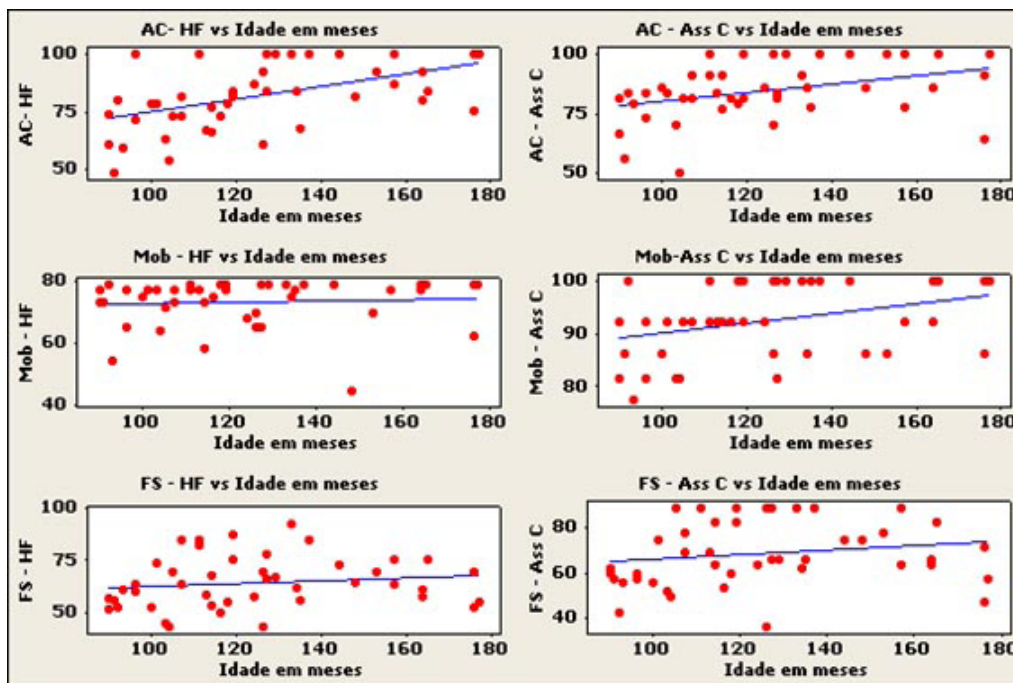 AC- HF vs Idade em meses
100
75
50
AC- HF
100 120 140 160 180
Idade em meses
AC - Ass C vs Idade em meses
100
75
50
AC - Ass C
100 120 140 160 180
Idade em meses
Mob - HF vs Idade em meses
80
60
40
Mob - HF
100 120 140 160 180
Idade em meses
Mob-Ass C vs Idade em meses
100
90
80
Mob - Ass C
100 120 140 160 180
Idade em meses
FS - HF vs Idade em meses
100
75
50
FS - HF
100 120 140 160 180
Idade em meses
FS - Ass C vs Idade em meses
80
60
40
FS - Ass C
100 120 140 160 180
Idade em meses